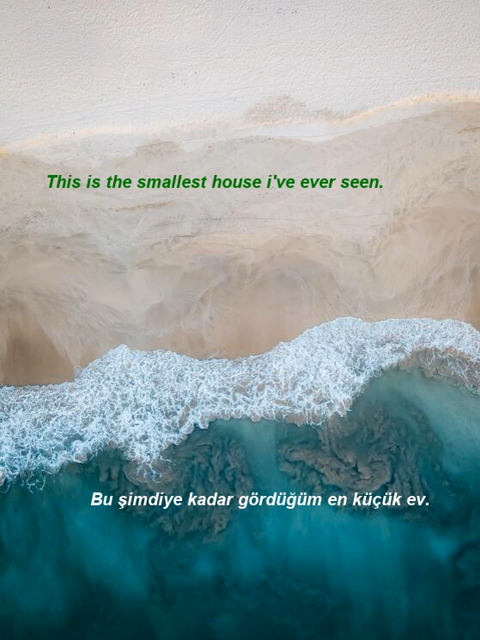 This is the smallest house i've ever seen.
Bu şimdiye kadar gördüğüm en küçük ev.